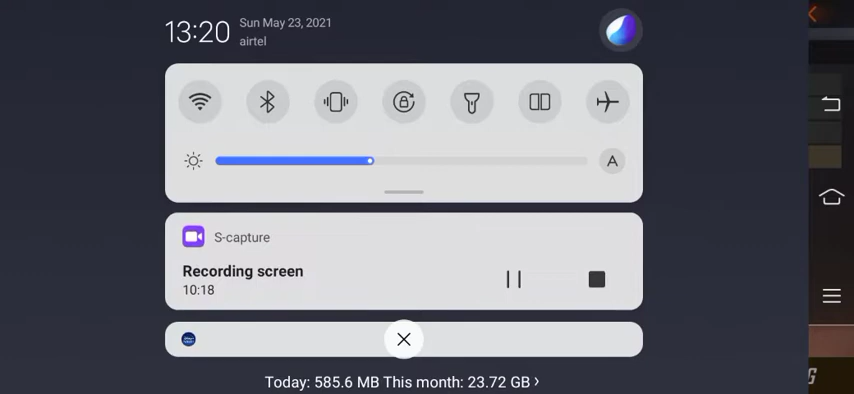 13:20
Sun May 23, 2021
airtel
A
S-capture
Recording screen
10:18
Today: 585.6 MB This month: 23.72 GB